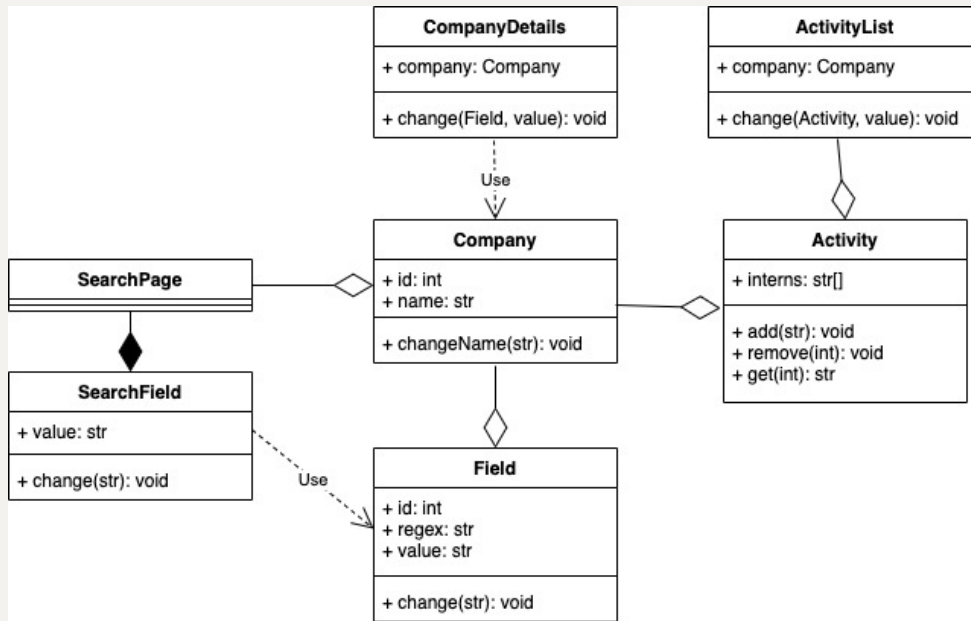 CompanyDetails
+ company: Company
+ change(Field, value): void
ActivityList
+ company: Company
+ change(Activity, value): void
Use
Company
+ id: int
+ name: str
+ changeName(str): void
Activity
+ interns: str[]
+ add(str): void
+ remove(int): void
+ get(int): str
SearchPage
SearchField
+ value: str
+ change(str): void
Use
Field
+ id: int
+ regex: str
+ value: str
+ change(str): void